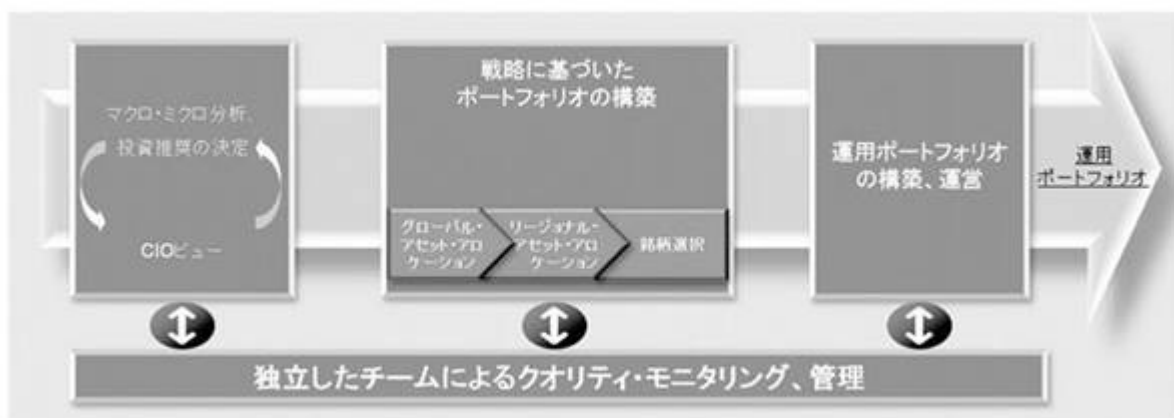 マクロ・ミクロ分析、
投資推奨の決定
CIOビュー
戦略に基づいた
ポートフォリオの構築
グローバル・
アセット・アロ
ケーション
リージョナル・
アセット・アロ
ケーション
銘柄選択
運用ポートフォリオ
の構築、運営
運用
ポートフォリオ
独立したチームによるクオリティ・モニタリング、管理